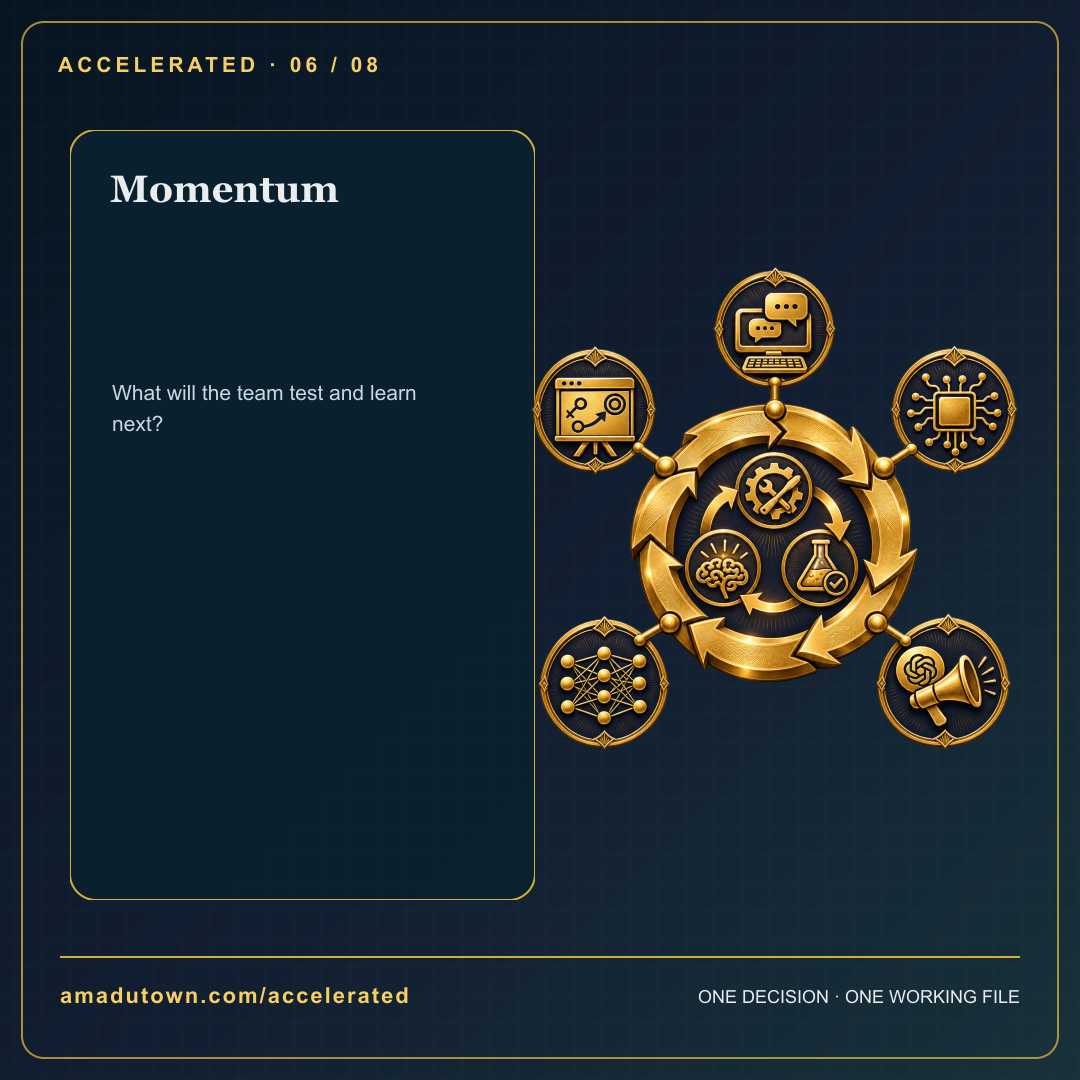 ACCELERATED · 06 / 08
Momentum
What will the team test and learn
next?
amadutown.com/accelerated
ONE DECISION · ONE WORKING FILE